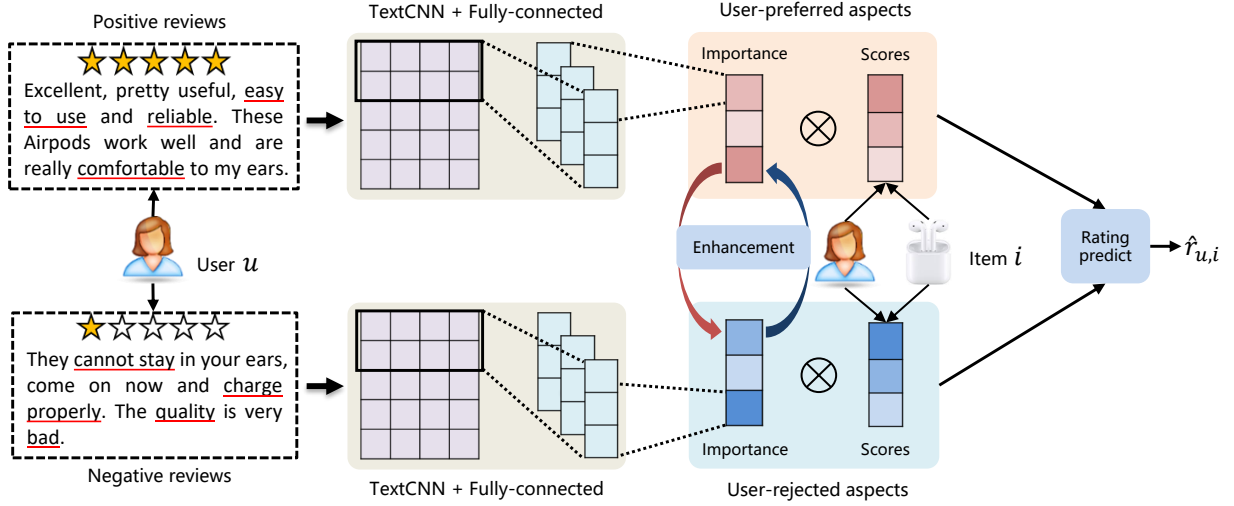 Positive reviews
Excellent, pretty useful, easy
to use and reliable. These
Airpods work well and are
really comfortable to my ears.
User u
They cannot stay in your ears,
come on now and charge
properly. The quality is very
bad.
Negative reviews
TextCNN + Fully-connected
TextCNN + Fully-connected
User-preferred aspects
Importance
Scores
Enhancement
Item i
Importance
Scores
User-rejected aspects
Rating
predict
r̂u,i